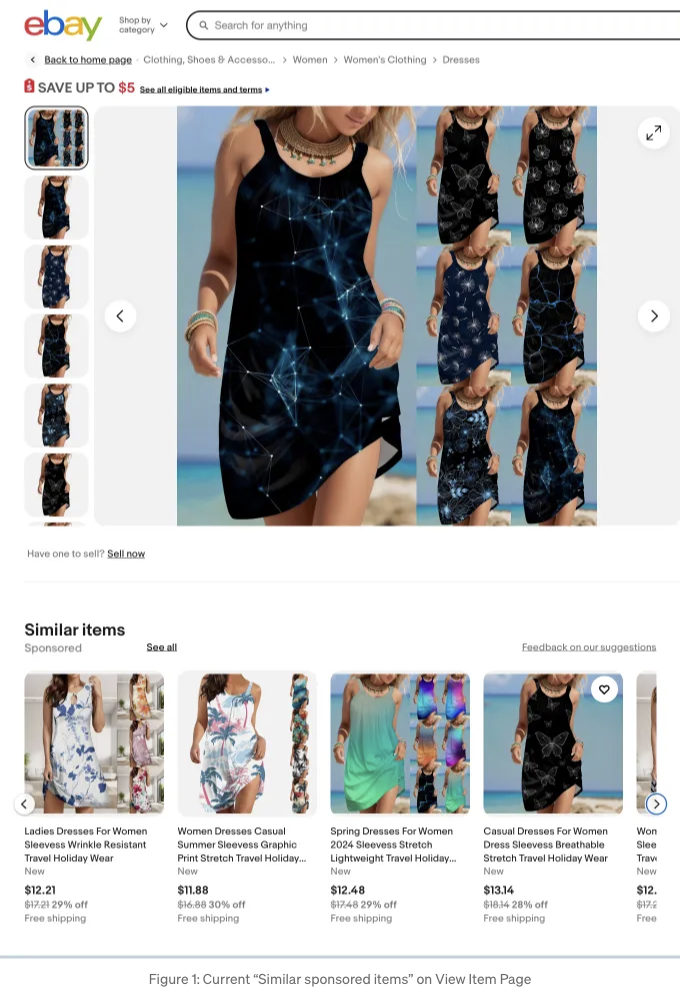 ebay
Shop by
category
Search for anything
Back to home page · Clothing, Shoes & Accesso... > Women > Women's Clothing > Dresses
SAVE UP TO $5 See all eligible items and terms
Have one to sell? Sell now
Similar items
Sponsored See all Feedback on our suggestions
Ladies Dresses For Women
Sleevess Wrinkle Resistant
Travel Holiday Wear
New
$12.21
$17.21 29% off
Free shipping
Women Dresses Casual
Summer Sleevess Graphic
Print Stretch Travel Holiday...
New
$11.88
$16.88 30% off
Free shipping
Spring Dresses For Women
2024 Sleevess Stretch
Lightweight Travel Holiday...
New
$12.48
$17.48 29% off
Free shipping
Casual Dresses For Women
Dress Sleevess Breathable
Stretch Travel Holiday Wear
New
$13.14
$18.14 28% off
Free shipping
Won
Slee
Trav
New
$12.
$17.2
Free
Figure 1: Current “Similar sponsored items” on View Item Page